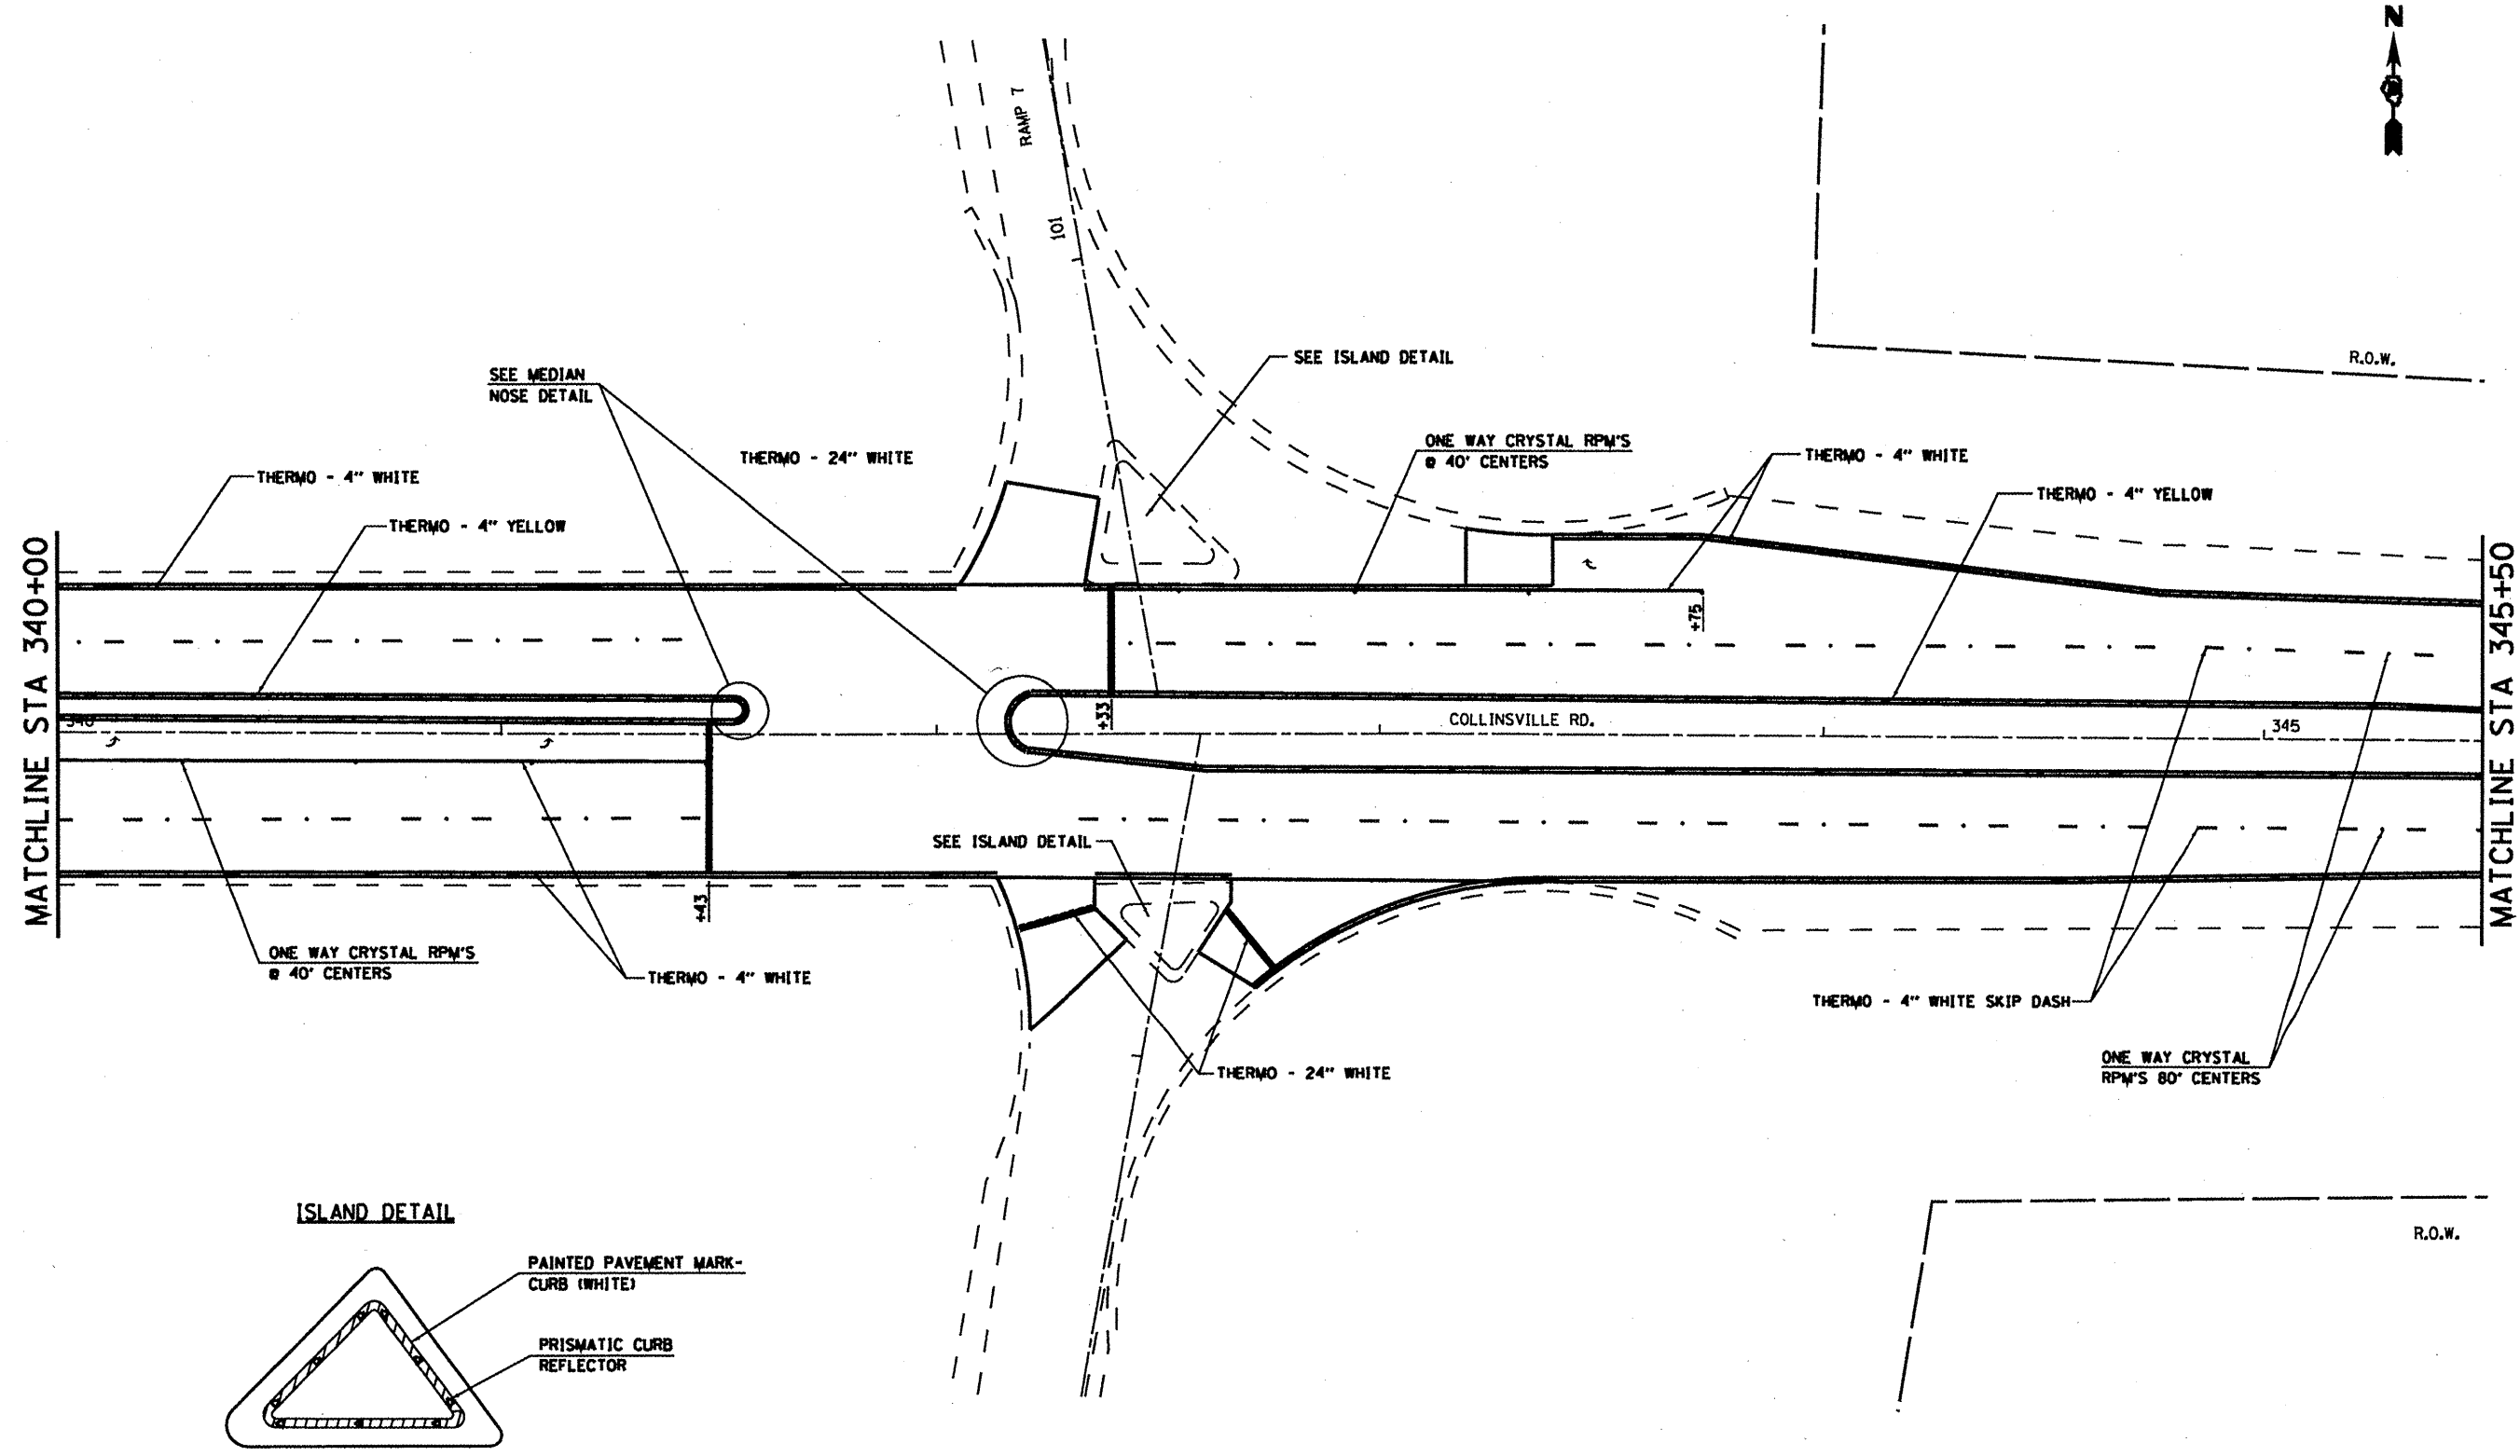 N
RAMP 7
101
R.O.W.
SEE ISLAND DETAIL
SEE MEDIAN
NOSE DETAIL
THERMO - 24" WHITE
ONE WAY CRYSTAL RPM'S
@ 40' CENTERS
THERMO - 4" WHITE
THERMO - 4" WHITE
THERMO - 4" YELLOW
THERMO - 4" YELLOW
MATCHLINE STA 340+00
MATCHLINE STA 345+50
+75
+33
340
COLLINSVILLE RD.
345
SEE ISLAND DETAIL
+43
ONE WAY CRYSTAL RPM'S
@ 40' CENTERS
THERMO - 4" WHITE
THERMO - 4" WHITE SKIP DASH
ONE WAY CRYSTAL
RPM'S 80' CENTERS
THERMO - 24" WHITE
R.O.W.
ISLAND DETAIL
PAINTED PAVEMENT MARK-
CURB (WHITE)
PRISMATIC CURB
REFLECTOR